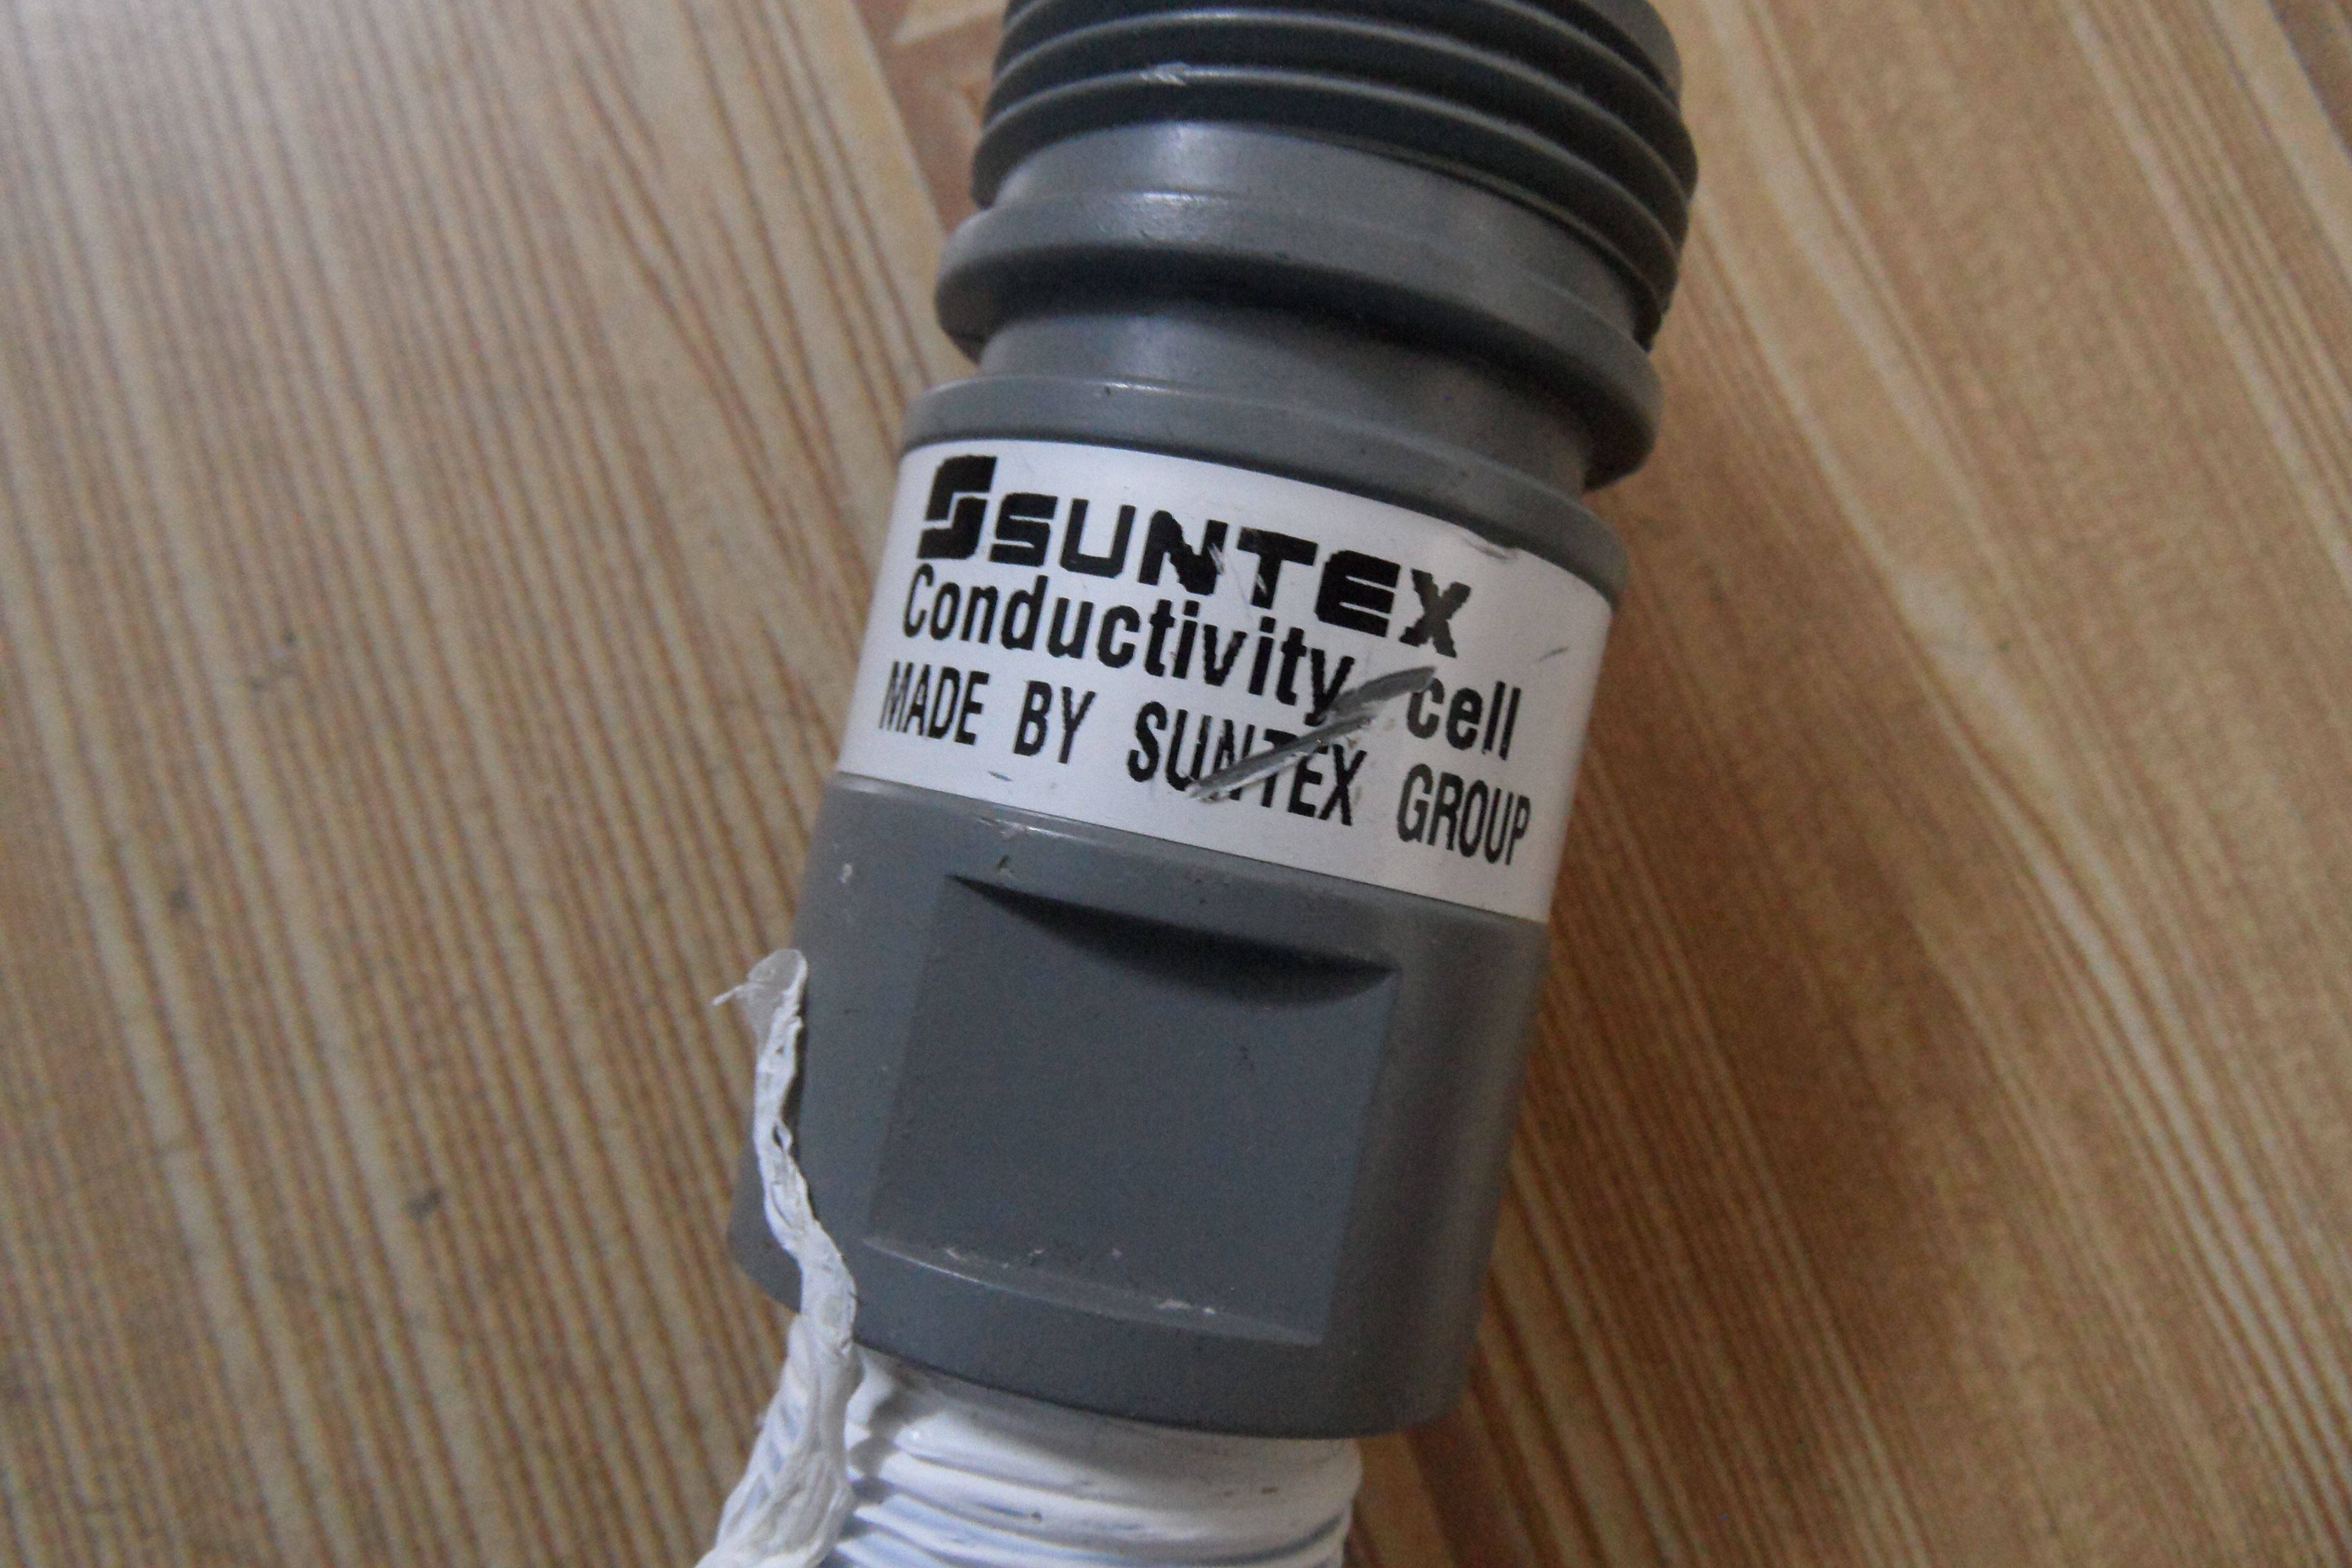 SUNTEX
Conductivity cell
MADE BY SUNTEX GROUP